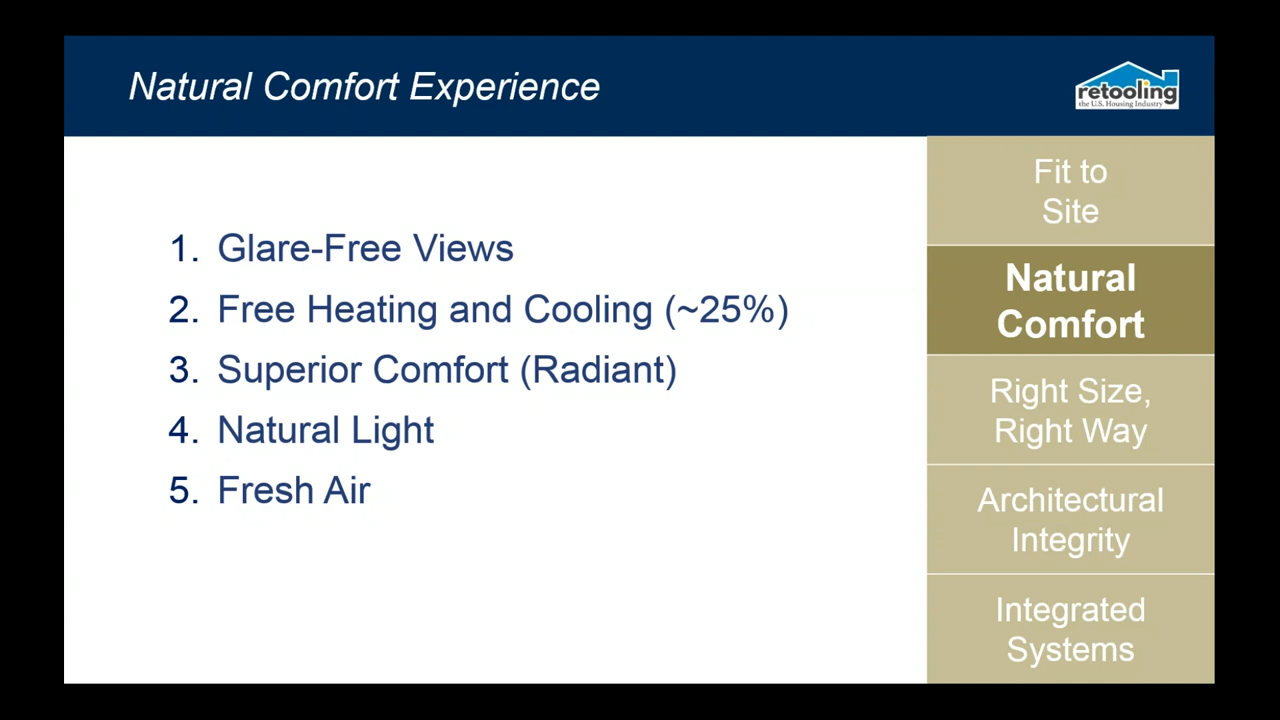 Natural Comfort Experience
retooling
the U.S. Housing Industry
1. Glare-Free Views
2. Free Heating and Cooling (~25%)
3. Superior Comfort (Radiant)
4. Natural Light
5. Fresh Air
Fit to
Site
Natural
Comfort
Right Size,
Right Way
Architectural
Integrity
Integrated
Systems